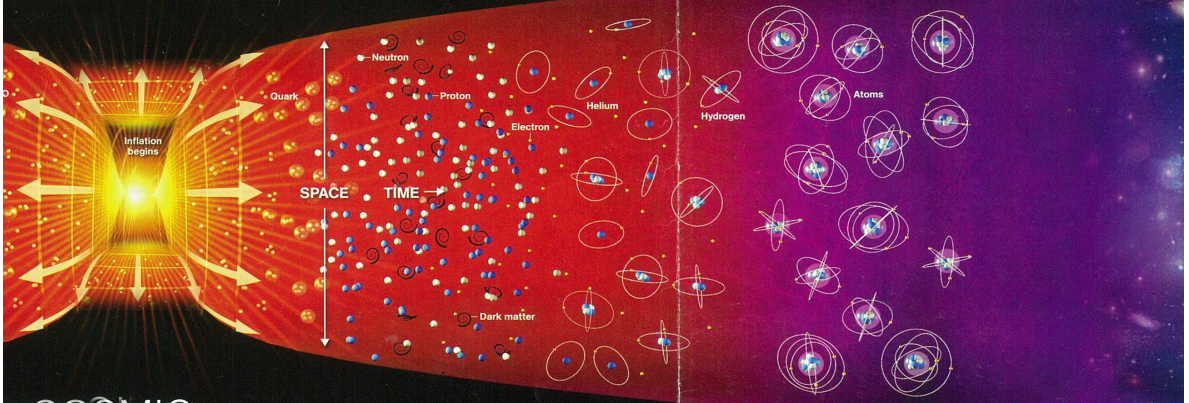 Neutron
Quark
Proton
Helium
Atoms
Hydrogen
Electron
Inflation
begins
SPACE
TIME
Dark matter